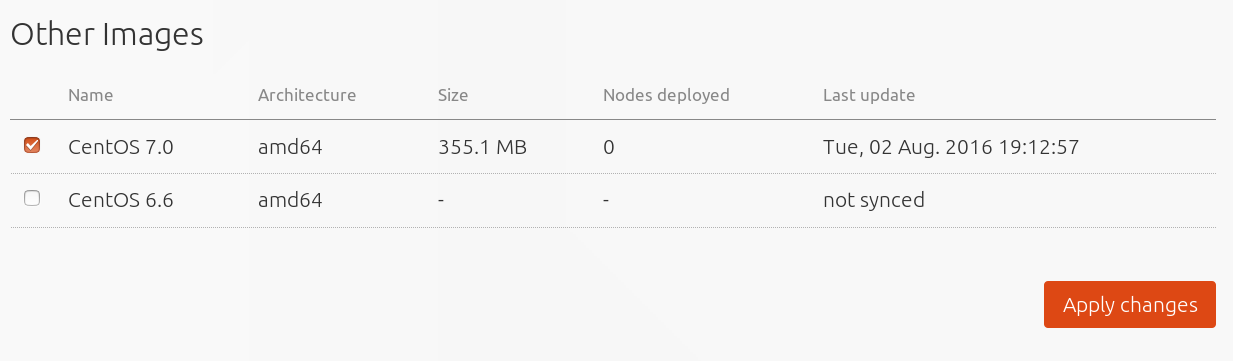 Other Images
Name Architecture Size Nodes deployed Last update
CentOS 7.0 amd64 355.1 MB 0 Tue, 02 Aug. 2016 19:12:57
CentOS 6.6 amd64 - - not synced
Apply changes